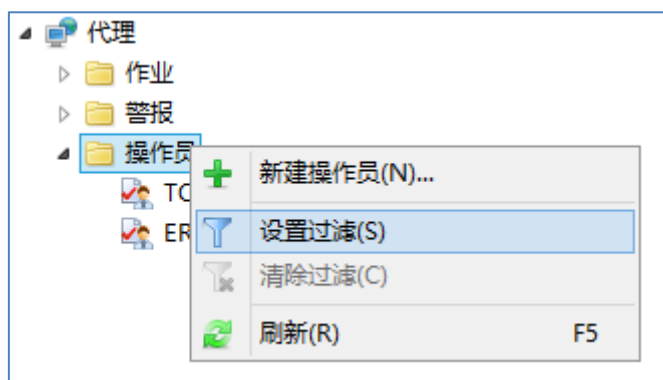 代理
作业
警报
操作员
新建操作员(N)...
TO
设置过滤(S)
ER
清除过滤(C)
刷新(R) F5